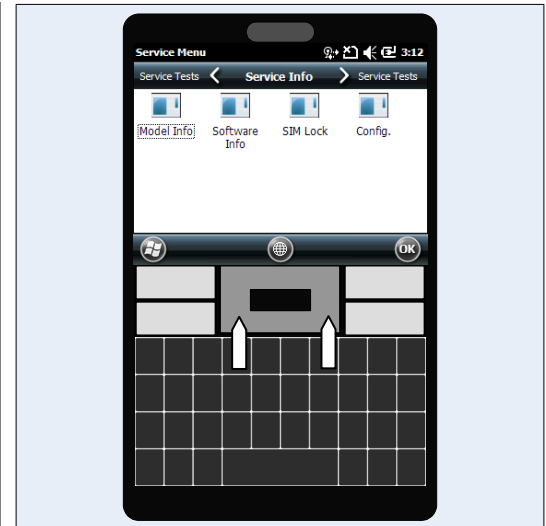 Service Menu 3:12
Service Tests Service Info Service Tests
Model Info Software Info SIM Lock Config.
OK